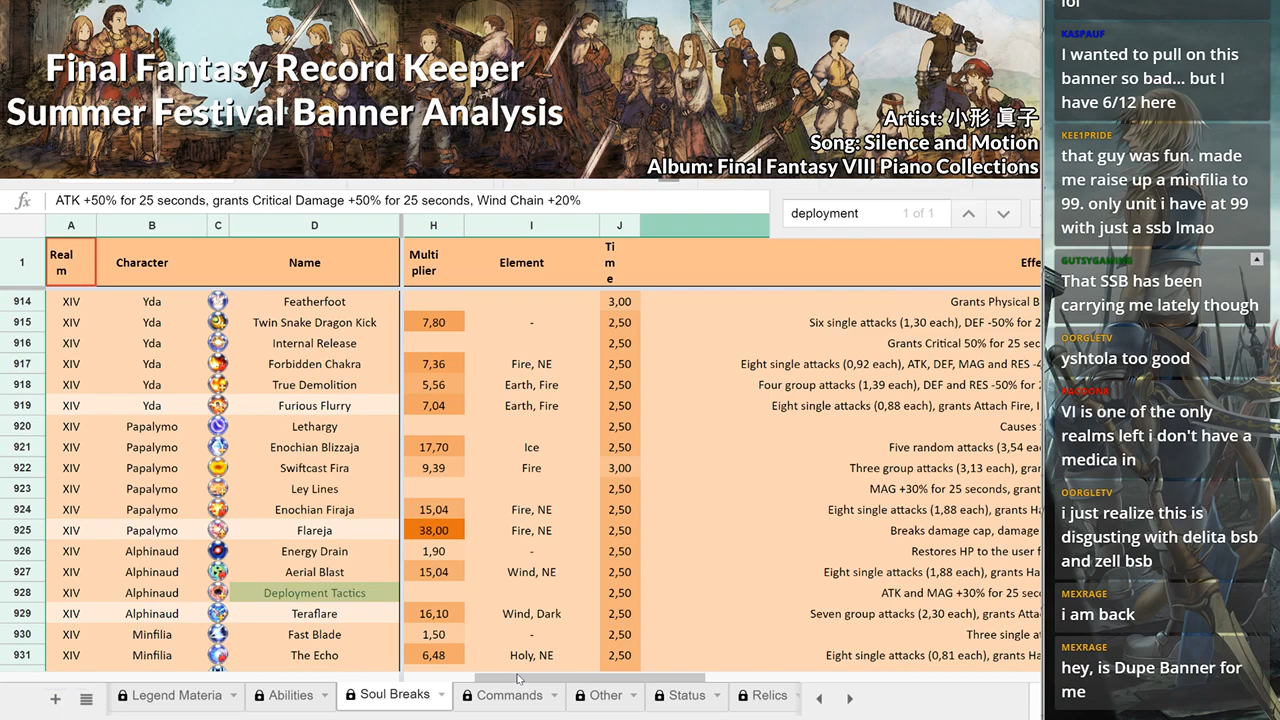 Final Fantasy Record Keeper
Summer Festival Banner Analysis
Artist: 小形 眞子
Song: Silence and Motion
Album: Final Fantasy VIII Piano Collections
fx ATK +50% for 25 seconds, grants Critical Damage +50% for 25 seconds, Wind Chain +20%
deployment 1 of 1
A B C D H I J
1 Real m Character Name Multi plier Element Ti m e Effe
914 XIV Yda Featherfoot 3,00 Grants Physical B
915 XIV Yda Twin Snake Dragon Kick 7,80 - 2,50 Six single attacks (1,30 each), DEF -50% for 2
916 XIV Yda Internal Release 2,50 Grants Critical 50% for 25 sec
917 XIV Yda Forbidden Chakra 7,36 Fire, NE 2,50 Eight single attacks (0,92 each), ATK, DEF, MAG and RES -4
918 XIV Yda True Demolition 5,56 Earth, Fire 2,50 Four group attacks (1,39 each), DEF and RES -50% for 2
919 XIV Yda Furious Flurry 7,04 Earth, Fire 2,50 Eight single attacks (0,88 each), grants Attach Fire, I
920 XIV Papalymo Lethargy 2,50 Causes
921 XIV Papalymo Enochian Blizzaja 17,70 Ice 2,50 Five random attacks (3,54 ea
922 XIV Papalymo Swiftcast Fira 9,39 Fire 3,00 Three group attacks (3,13 each), gran
923 XIV Papalymo Ley Lines 2,50 MAG +30% for 25 seconds, grant
924 XIV Papalymo Enochian Firaja 15,04 Fire, NE 2,50 Eight single attacks (1,88 each), grants Ha
925 XIV Papalymo Flareja 38,00 Fire, NE 2,50 Breaks damage cap, damage
926 XIV Alphinaud Energy Drain 1,90 - 2,50 Restores HP to the user f
927 XIV Alphinaud Aerial Blast 15,04 Wind, NE 2,50 Eight single attacks (1,88 each), grants Ha
928 XIV Alphinaud Deployment Tactics 2,50 ATK and MAG +30% for 25 sec
929 XIV Alphinaud Teraflare 16,10 Wind, Dark 2,50 Seven group attacks (2,30 each), grants Atta
930 XIV Minfilia Fast Blade 1,50 - 2,50 Three single at
931 XIV Minfilia The Echo 6,48 Holy, NE 2,50 Eight single attacks (0,81 each), grants Ha
+ Legend Materia Abilities Soul Breaks Commands Other Status Relics
lol
KASPAUF
I wanted to pull on this
banner so bad... but I
have 6/12 here
KEE1PRIDE
that guy was fun. made
me raise up a minfilia to
99. only unit i have at 99
with just a ssb lmao
GUTSYGAMING
That SSB has been
carrying me lately though
OORGLETV
yshtola too good
VI is one of the only
realms left i don't have a
medica in
OORGLETV
i just realize this is
disgusting with delita bsb
and zell bsb
MEXRAGE
i am back
MEXRAGE
hey, is Dupe Banner for
me